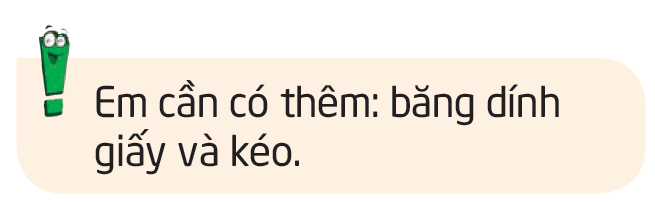 Em cần có thêm: băng dính
giấy và kéo.